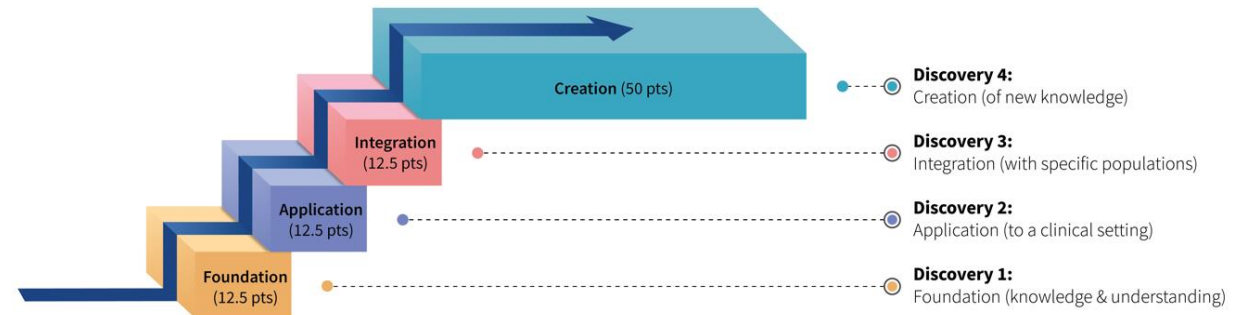 Creation (50 pts)
Discovery 4:
Creation (of new knowledge)
Integration
(12.5 pts)
Discovery 3:
Integration (with specific populations)
Application
(12.5 pts)
Discovery 2:
Application (to a clinical setting)
Foundation
(12.5 pts)
Discovery 1:
Foundation (knowledge & understanding)